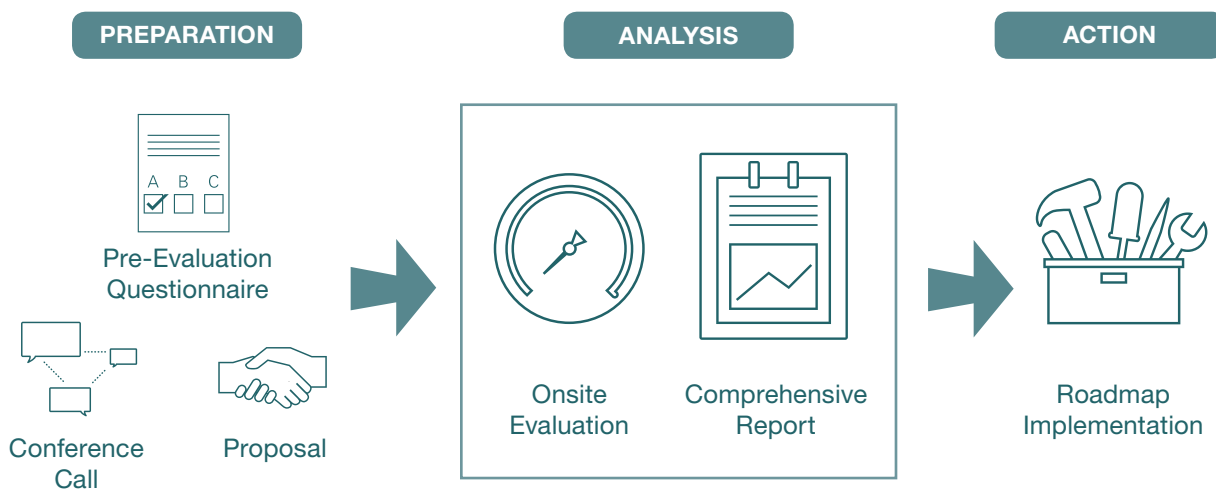 PREPARATION
ANALYSIS
ACTION
A B C
Pre-Evaluation
Questionnaire
Conference
Call
Proposal
Onsite
Evaluation
Comprehensive
Report
Roadmap
Implementation